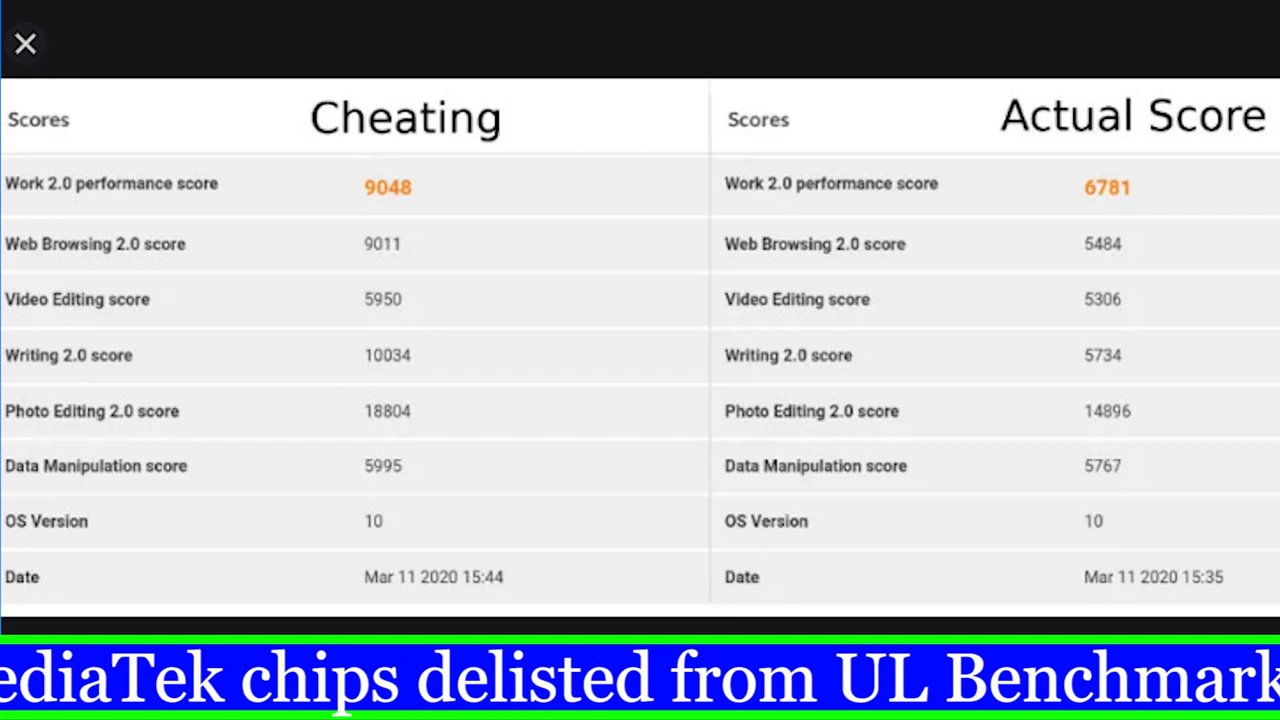 Scores Cheating Scores Actual Score
Work 2.0 performance score 9048 Work 2.0 performance score 6781
Web Browsing 2.0 score 9011 Web Browsing 2.0 score 5484
Video Editing score 5950 Video Editing score 5306
Writing 2.0 score 10034 Writing 2.0 score 5734
Photo Editing 2.0 score 18804 Photo Editing 2.0 score 14896
Data Manipulation score 5995 Data Manipulation score 5767
OS Version 10 OS Version 10
Date Mar 11 2020 15:44 Date Mar 11 2020 15:35
ediaTek chips delisted from UL Benchmark